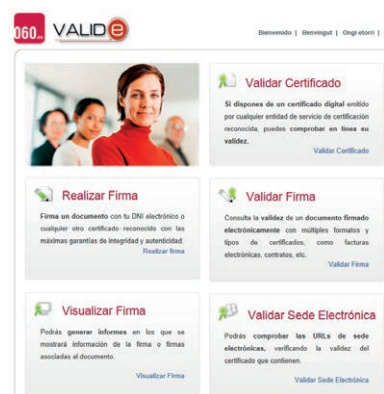 060.es
VALIDe
Bienvenido | Benvingut | Ongi etorri |
Validar Certificado
Si dispones de un certificado digital emitido
por cualquier entidad de servicio de certificación
reconocida, puedes comprobar en línea su
validez.
Validar Certificado
Realizar Firma
Firma un documento con tu DNI electrónico o
cualquier otro certificado reconocido con las
máximas garantías de integridad y autenticidad.
Realizar firma
Validar Firma
Consulta la validez de un documento firmado
electrónicamente con múltiples formatos y
tipos de certificados, como facturas
electrónicas, contratos, etc.
Validar Firma
Visualizar Firma
Podrás generar informes en los que se
mostrará información de la firma o firmas
asociadas al documento.
Visualizar Firma
Validar Sede Electrónica
Podrás comprobar las URLs de sede
electrónicas, verificando la validez del
certificado que contienen.
Validar Sede Electrónica